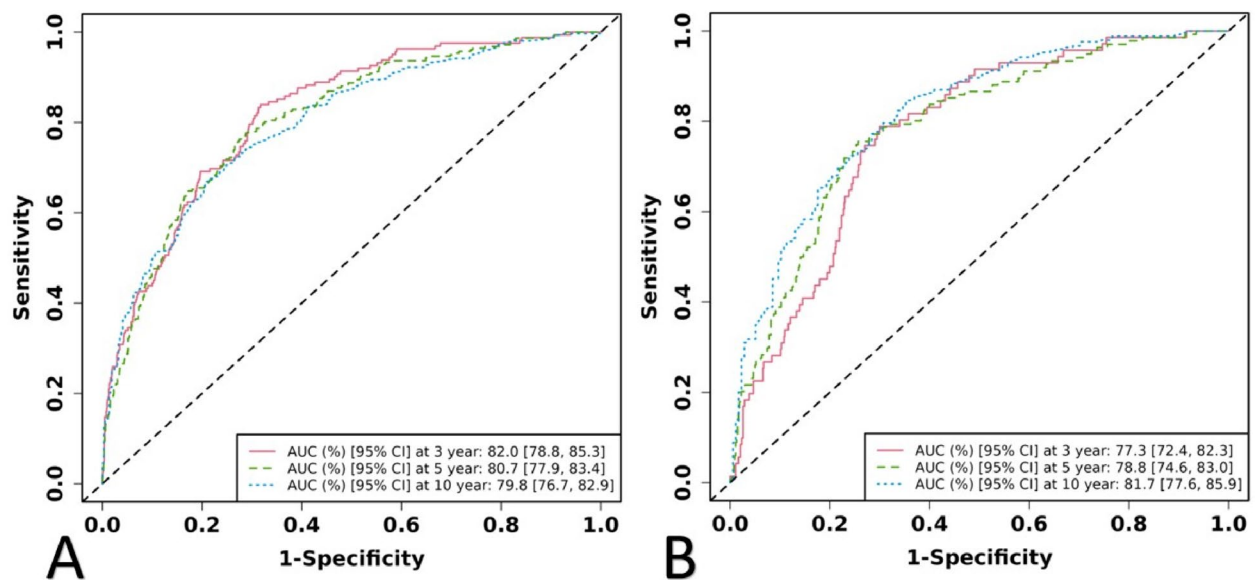 1.0
0.8
0.6
0.4
0.2
0.0
Sensitivity
AUC (%) [95% CI] at 3 year: 82.0 [78.8, 85.3]
AUC (%) [95% CI] at 5 year: 80.7 [77.9, 83.4]
AUC (%) [95% CI] at 10 year: 79.8 [76.7, 82.9]
0.0 0.2 0.4 0.6 0.8 1.0
1-Specificity
A
1.0
0.8
0.6
0.4
0.2
0.0
Sensitivity
AUC (%) [95% CI] at 3 year: 77.3 [72.4, 82.3]
AUC (%) [95% CI] at 5 year: 78.8 [74.6, 83.0]
AUC (%) [95% CI] at 10 year: 81.7 [77.6, 85.9]
0.0 0.2 0.4 0.6 0.8 1.0
1-Specificity
B